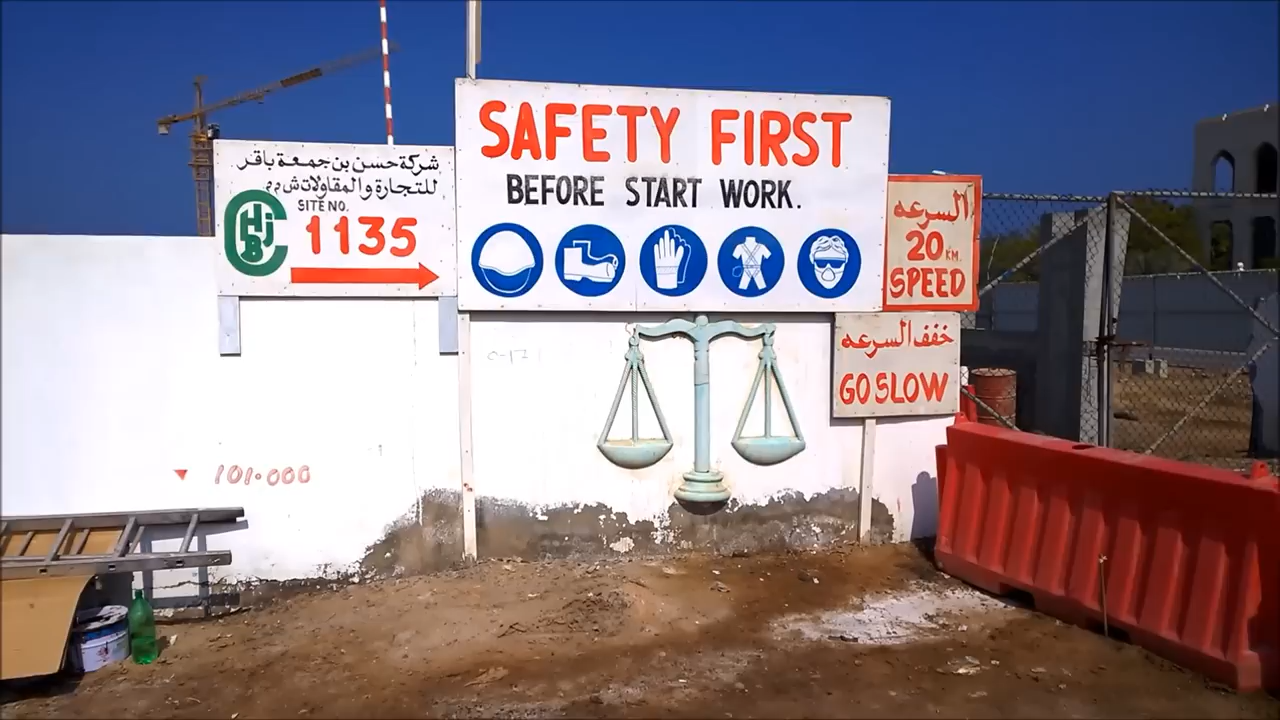 شركة حسن بن جمعة باقر
للتجارة والمقاولات ش م م
SITE NO.
1135
SAFETY FIRST
BEFORE START WORK.
السرعه
20 KM.
SPEED
خفف السرعه
GO SLOW
101.000